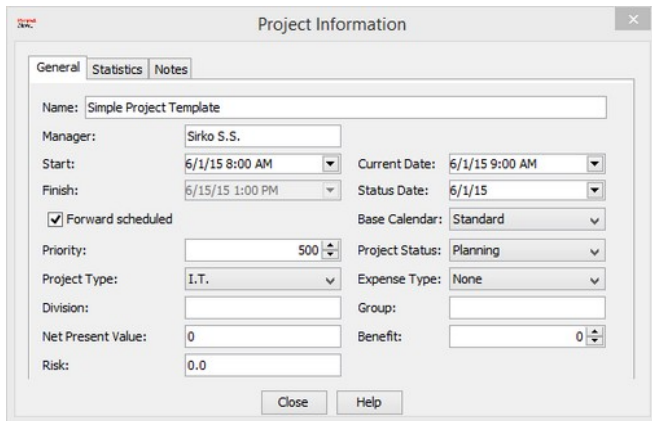 Project Information
General Statistics Notes
Name: Simple Project Template
Manager: Sirko S.S.
Start: 6/1/15 8:00 AM Current Date: 6/1/15 9:00 AM
Finish: 6/15/15 1:00 PM Status Date: 6/1/15
Forward scheduled Base Calendar: Standard
Priority: 500 Project Status: Planning
Project Type: I.T. Expense Type: None
Division: Group:
Net Present Value: 0 Benefit: 0
Risk: 0.0
Close Help